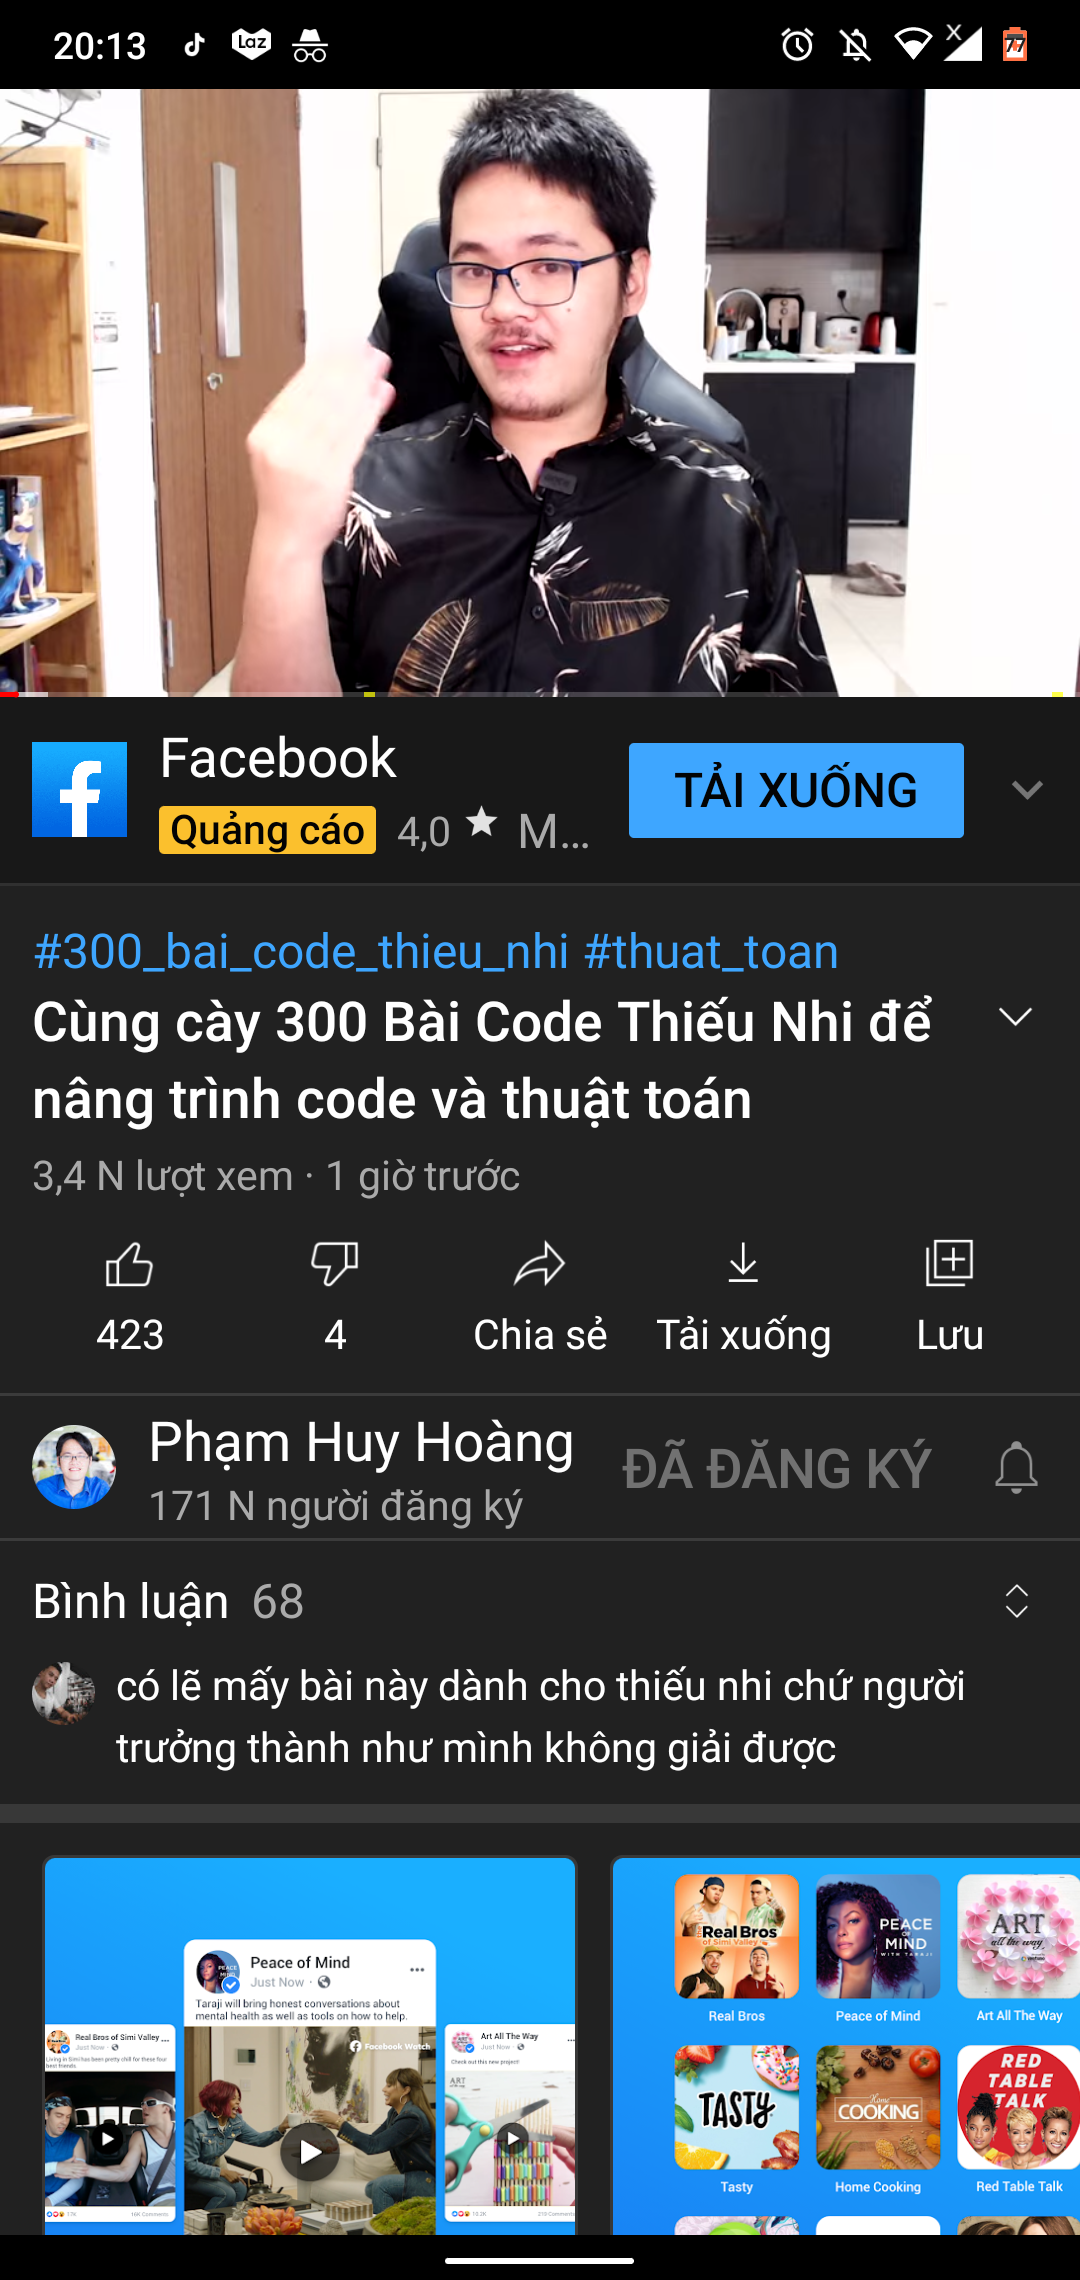 20:13
Laz
77
Facebook
Quảng cáo 4,0 ★ M...
TẢI XUỐNG
#300_bai_code_thieu_nhi #thuat_toan
Cùng cày 300 Bài Code Thiếu Nhi để
nâng trình code và thuật toán
3,4 N lượt xem · 1 giờ trước
423
4
Chia sẻ
Tải xuống
Lưu
Phạm Huy Hoàng
171 N người đăng ký
ĐÃ ĐĂNG KÝ
Bình luận 68
có lẽ mấy bài này dành cho thiếu nhi chứ người
trưởng thành như mình không giải được
Peace of Mind
Just Now
Taraji will bring honest conversations about
mental health as well as tools on how to help.
Facebook Watch
Real Bros of Simi Valley
Just Now
Living in Simi has been pretty chill for these four
best friends.
17K
16K Comments
Art All The Way
Just Now
Check out this new project!
ART
10.2K
Real Bros
of Simi Valley
Real Bros
PEACE
OF
MIND
WITH TARAJI
Peace of Mind
ART
all the way
Art All The Way
TASTY
Tasty
Home
COOKING
Home Cooking
RED
TABLE
TALK
Red Table Talk